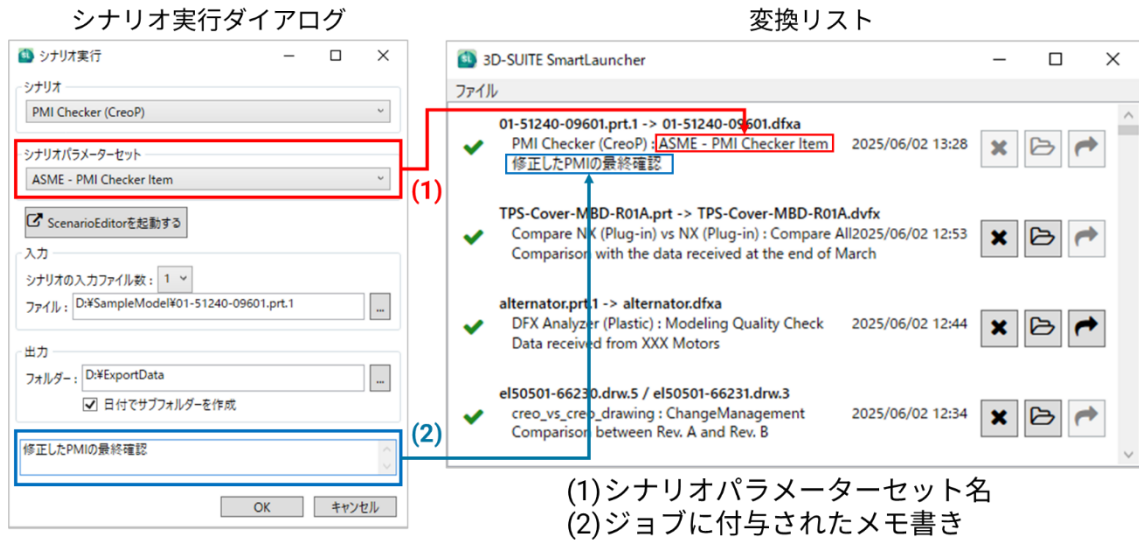 シナリオ実行ダイアログ
シナリオ実行
シナリオ
PMI Checker (CreoP)
シナリオパラメーターセット
ASME - PMI Checker Item
(1)
ScenarioEditorを起動する
入力
シナリオの入力ファイル数： 1
ファイル： D:¥SampleModel¥01-51240-09601.prt.1 ...
出力
フォルダー： D:¥ExportData ...
日付でサブフォルダーを作成
(2)
修正したPMIの最終確認
OK キャンセル
変換リスト
3D-SUITE SmartLauncher
ファイル
01-51240-09601.prt.1 -> 01-51240-09601.dfxa
PMI Checker (CreoP) : ASME - PMI Checker Item 2025/06/02 13:28
修正したPMIの最終確認
TPS-Cover-MBD-R01A.prt -> TPS-Cover-MBD-R01A.dvfx
Compare NX (Plug-in) vs NX (Plug-in) : Compare All 2025/06/02 12:53
Comparison with the data received at the end of March
alternator.prt.1 -> alternator.dfxa
DFX Analyzer (Plastic) : Modeling Quality Check 2025/06/02 12:44
Data received from XXX Motors
el50501-66230.drw.5 / el50501-66231.drw.3
creo_vs_creo_drawing : ChangeManagement 2025/06/02 12:34
Comparison between Rev. A and Rev. B
(1)シナリオパラメーターセット名
(2)ジョブに付与されたメモ書き